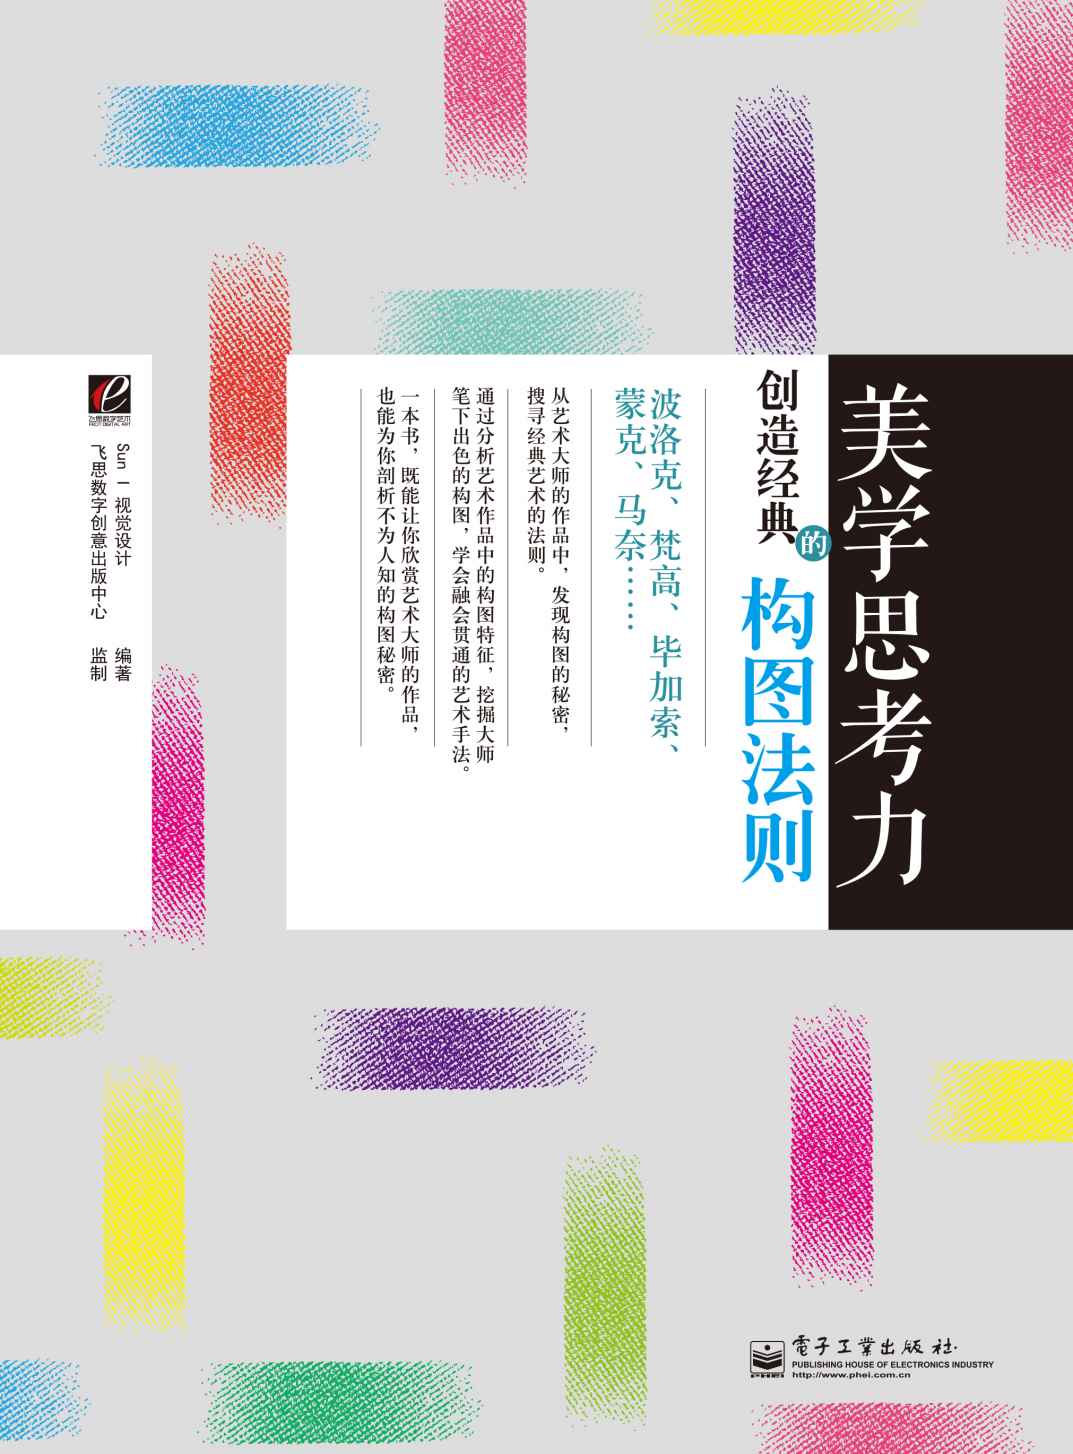 美学思考力
创造经典的构图法则
波洛克、梵高、毕加索、
蒙克、马奈……
从艺术大师的作品中，发现构图的秘密，
搜寻经典艺术的法则。
通过分析艺术作品中的构图特征，挖掘大师
笔下出色的构图，学会融会贯通的艺术手法。
一本书，既能让你欣赏艺术大师的作品，
也能为你剖析不为人知的构图秘密。
飞思数字艺术
FECIT DIGITAL ART
Sun I 视觉设计 编著
飞思数字创意出版中心 监制
電子工業出版社.
PUBLISHING HOUSE OF ELECTRONICS INDUSTRY
http://www.phei.com.cn